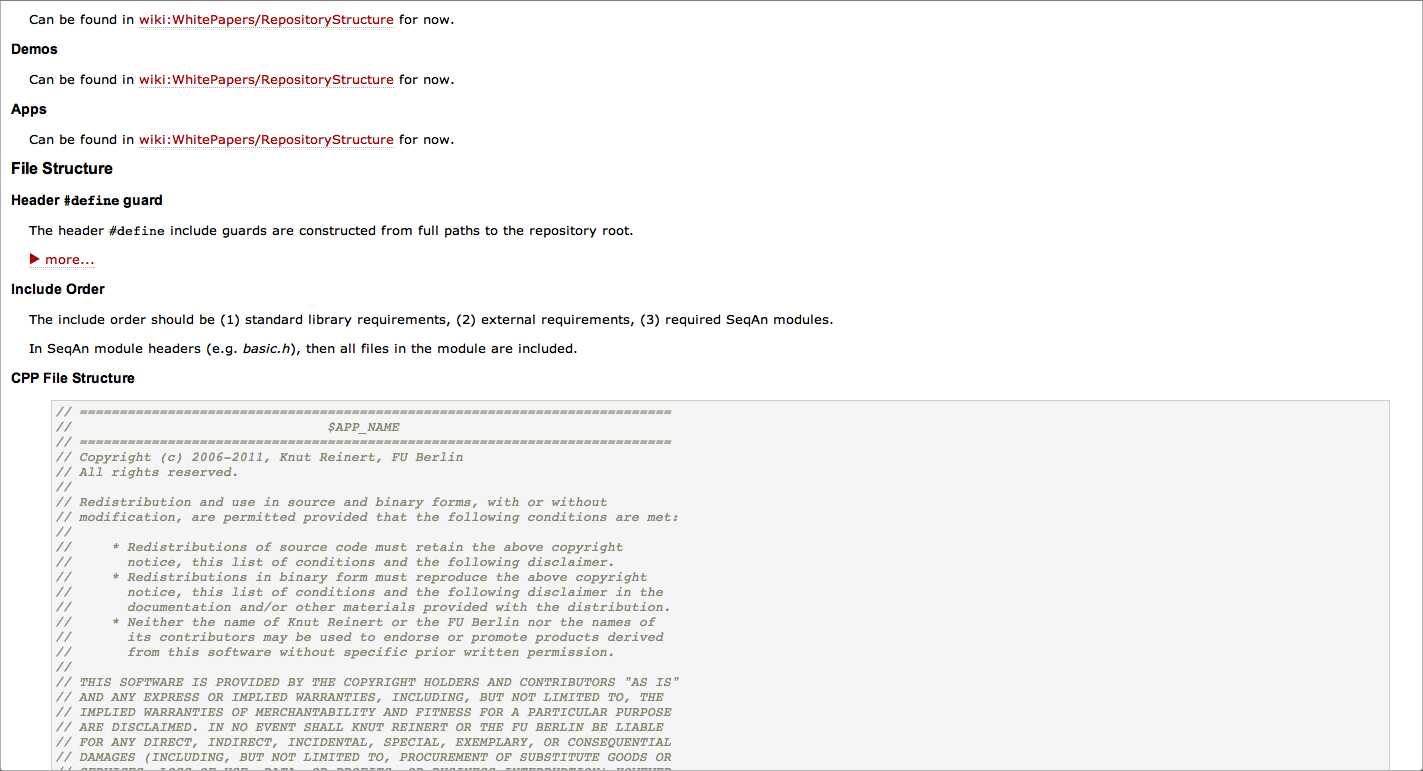 Can be found in wiki:WhitePapers/RepositoryStructure for now.
Demos
Can be found in wiki:WhitePapers/RepositoryStructure for now.
Apps
Can be found in wiki:WhitePapers/RepositoryStructure for now.
File Structure
Header #define guard
The header #define include guards are constructed from full paths to the repository root.
▶ more...
Include Order
The include order should be (1) standard library requirements, (2) external requirements, (3) required SeqAn modules.
In SeqAn module headers (e.g. basic.h), then all files in the module are included.
CPP File Structure
// ==========================================================================
//                                $APP_NAME
// ==========================================================================
// Copyright (c) 2006-2011, Knut Reinert, FU Berlin
// All rights reserved.
//
// Redistribution and use in source and binary forms, with or without
// modification, are permitted provided that the following conditions are met:
//
//     * Redistributions of source code must retain the above copyright
//       notice, this list of conditions and the following disclaimer.
//     * Redistributions in binary form must reproduce the above copyright
//       notice, this list of conditions and the following disclaimer in the
//       documentation and/or other materials provided with the distribution.
//     * Neither the name of Knut Reinert or the FU Berlin nor the names of
//       its contributors may be used to endorse or promote products derived
//       from this software without specific prior written permission.
//
// THIS SOFTWARE IS PROVIDED BY THE COPYRIGHT HOLDERS AND CONTRIBUTORS "AS IS"
// AND ANY EXPRESS OR IMPLIED WARRANTIES, INCLUDING, BUT NOT LIMITED TO, THE
// IMPLIED WARRANTIES OF MERCHANTABILITY AND FITNESS FOR A PARTICULAR PURPOSE
// ARE DISCLAIMED. IN NO EVENT SHALL KNUT REINERT OR THE FU BERLIN BE LIABLE
// FOR ANY DIRECT, INDIRECT, INCIDENTAL, SPECIAL, EXEMPLARY, OR CONSEQUENTIAL
// DAMAGES (INCLUDING, BUT NOT LIMITED TO, PROCUREMENT OF SUBSTITUTE GOODS OR